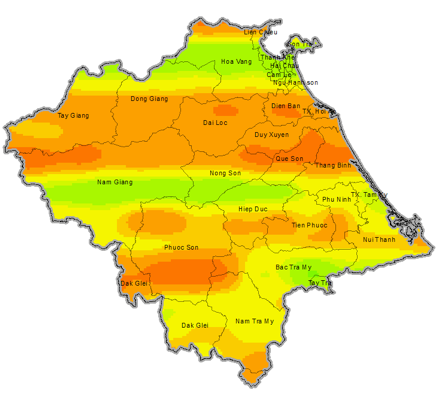 Lien Chieu
Son Tra
Thanh Khe
Hoa Vang
Hai Chau
Cam Le
Ngu Hanh son
Dong Giang
Dien Ban
Tay Giang
TX. Hoi An
Dai Loc
Duy Xuyen
Que Son
Thang Binh
Nong Son
Nam Giang
TX. Tam Ky
Phu Ninh
Hiep Duc
Tien Phuoc
Nui Thanh
Phuoc Son
Bac Tra My
Dak Glei
Tay Tra
Nam Tra My
Dak Glei